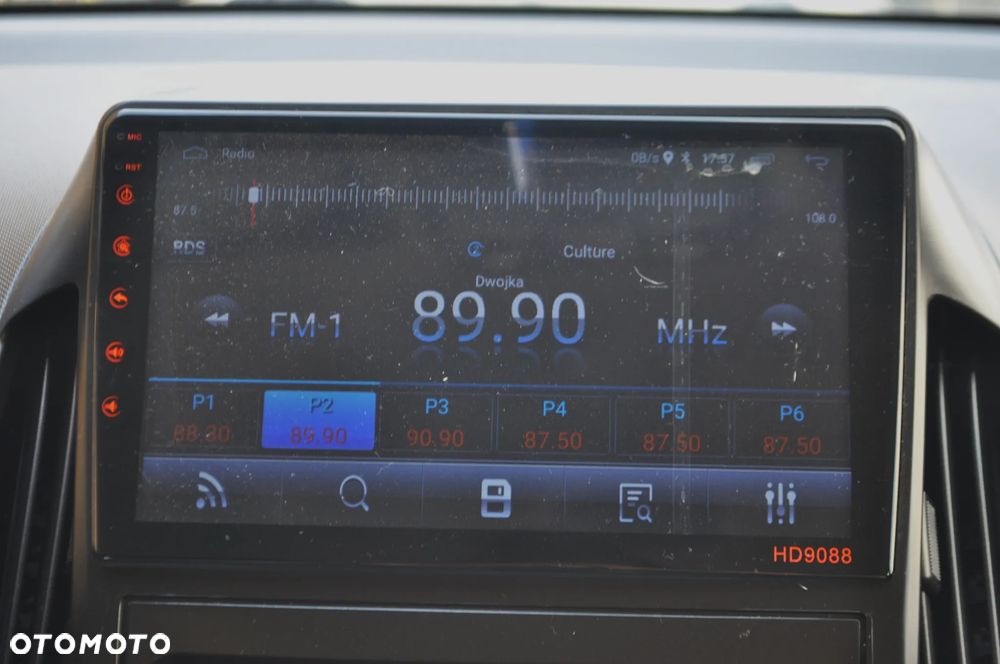 MIC
Radio 0B/s 17:57
RST
87.5 108.0
RDS Culture
Dwojka
FM-1 89.90 MHz
P1 P2 P3 P4 P5 P6
88.30 89.90 90.90 87.50 87.50 87.50
HD9088
OTOMOTO